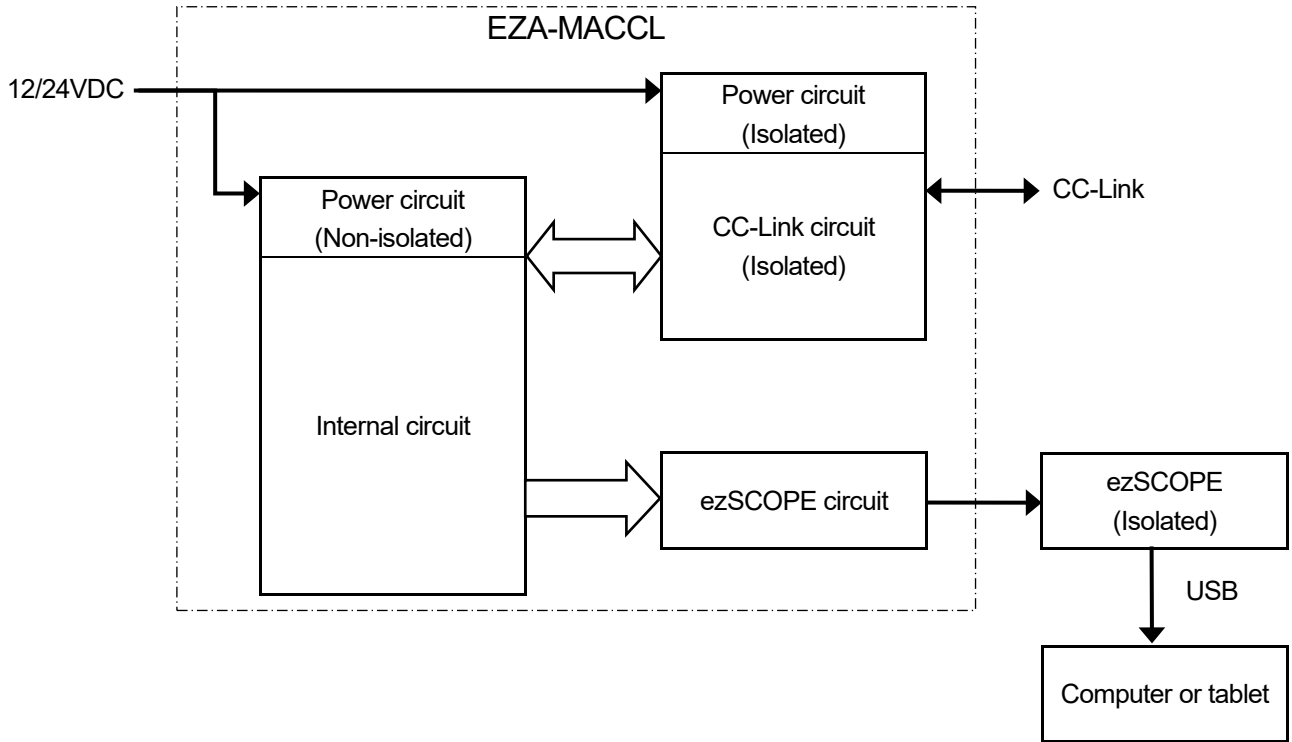 EZA-MACCL
12/24VDC
Power circuit
(Isolated)
CC-Link circuit
(Isolated)
CC-Link
Power circuit
(Non-isolated)
Internal circuit
ezSCOPE circuit
ezSCOPE
(Isolated)
USB
Computer or tablet